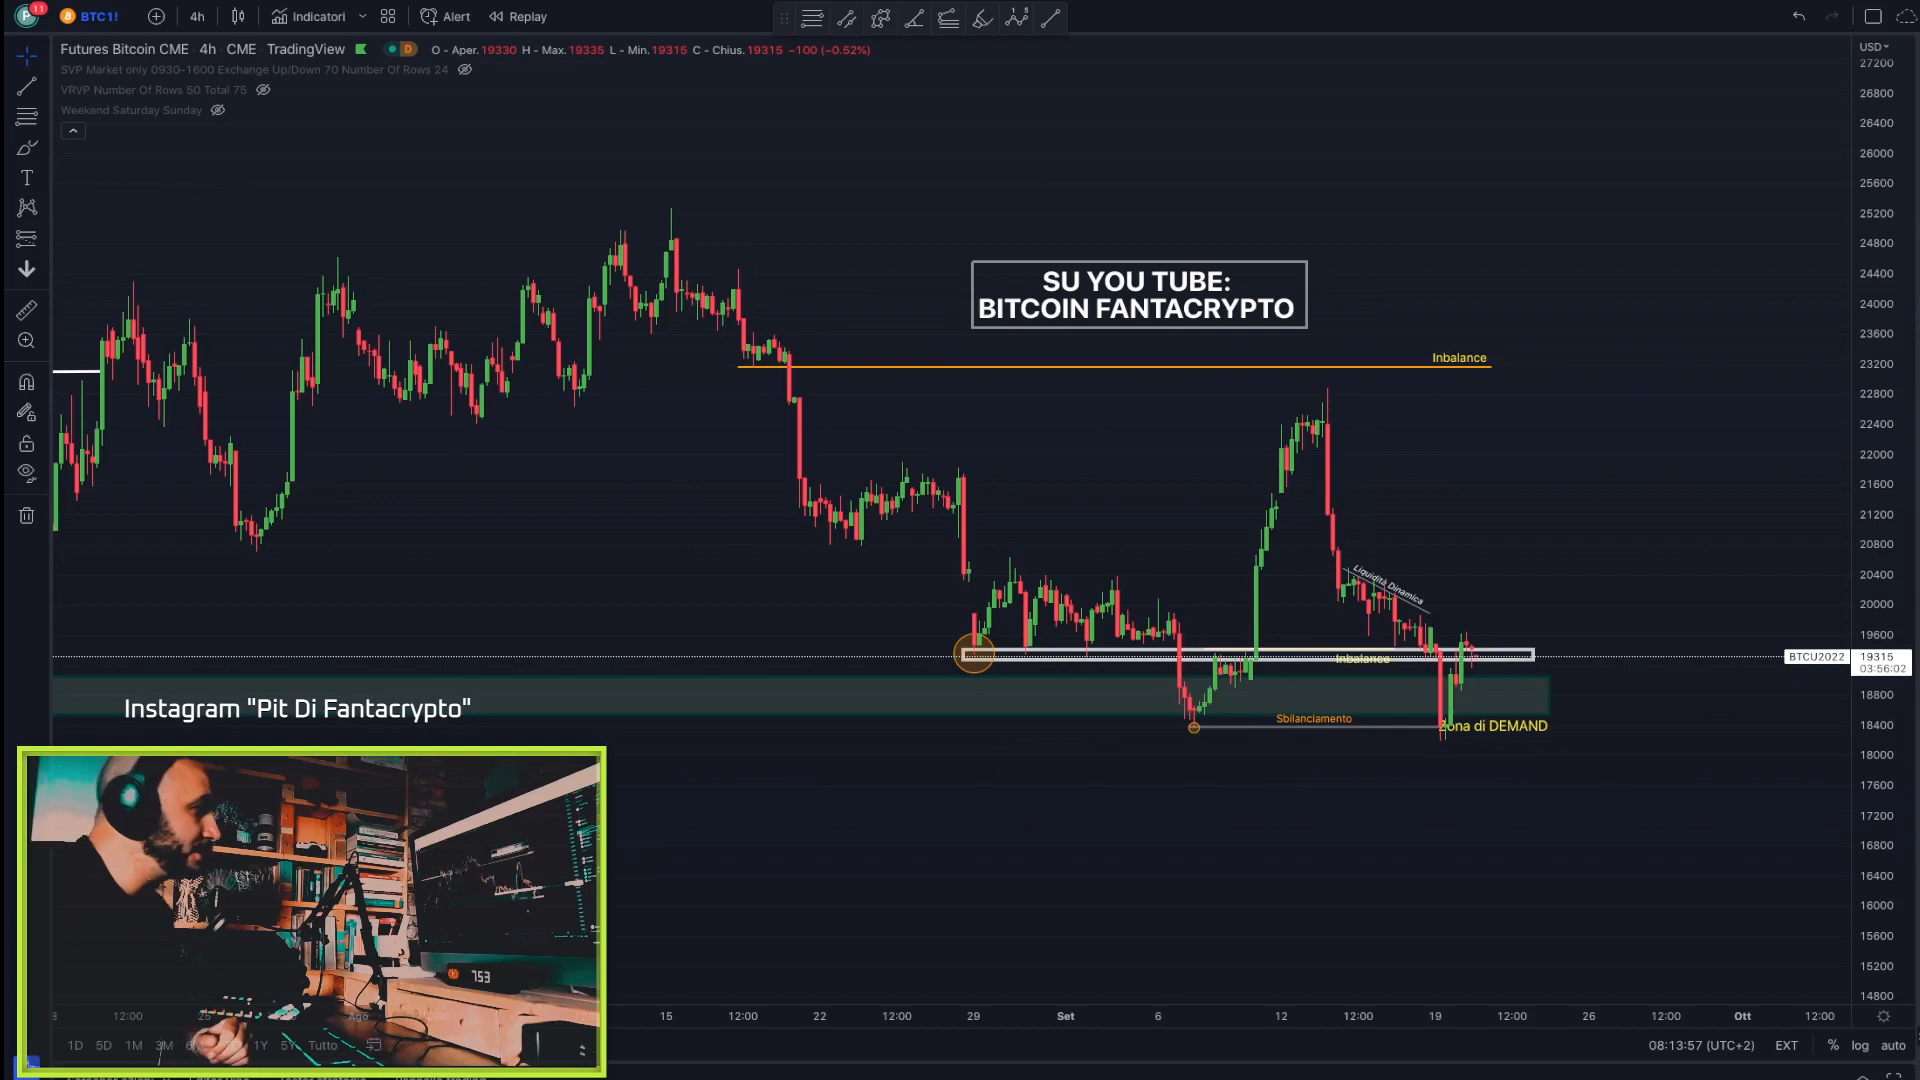 11
P BTC1! 4h Indicatori Alert Replay
Futures Bitcoin CME 4h CME TradingView D O - Aper.19330 H - Max.19335 L - Min.19315 C - Chius.19315 −100 (−0.52%)
SVP Market only 0930-1600 Exchange Up/Down 70 Number Of Rows 24
VRVP Number Of Rows 50 Total 75
Weekend Saturday Sunday
USD
27200
26800
26400
26000
25600
25200
24800
24400
24000
23600
23200
22800
22400
22000
21600
21200
20800
20400
20000
19600
BTCU2022 19315
03:56:02
18800
18400
18000
17600
17200
16800
16400
16000
15600
15200
14800
SU YOU TUBE:
BITCOIN FANTACRYPTO
Inbalance
Liquidità Dinamica
Inbalance
Sbilanciamento
Zona di DEMAND
Instagram "Pit Di Fantacrypto"
753
12:00 25 Ago 15 12:00 22 12:00 29 Set 6 12 12:00 19 12:00 26 12:00 Ott 12:00
1D 5D 1M 3M 1Y 5Y Tutto
08:13:57 (UTC+2) EXT % log auto